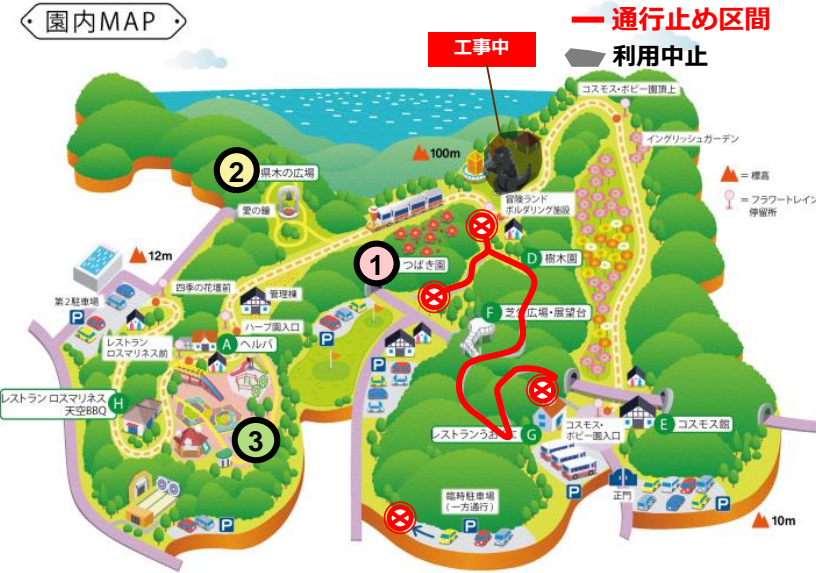 園内MAP
通行止め区間
工事中
利用中止
コスモス・ポピー園頂上
イングリッシュガーデン
100m
2
県木の広場
= 標高
= フラワートレイン
停留所
愛の鐘
冒険ランド
ボルダリング施設
12m
1
つばき園
D 樹木園
四季の花壇前
管理棟
第2駐車場
P
ハーブ園入口
F 芝生広場・展望台
P
レストラン
ロスマリネス前
A ヘルバ
P
レストラン ロスマリネス
天空BBQ
H
3
レストランうお
G
コスモス・
ポピー園入口
E コスモス館
P
正門
臨時駐車場
(一方通行)
P
P
P
10m